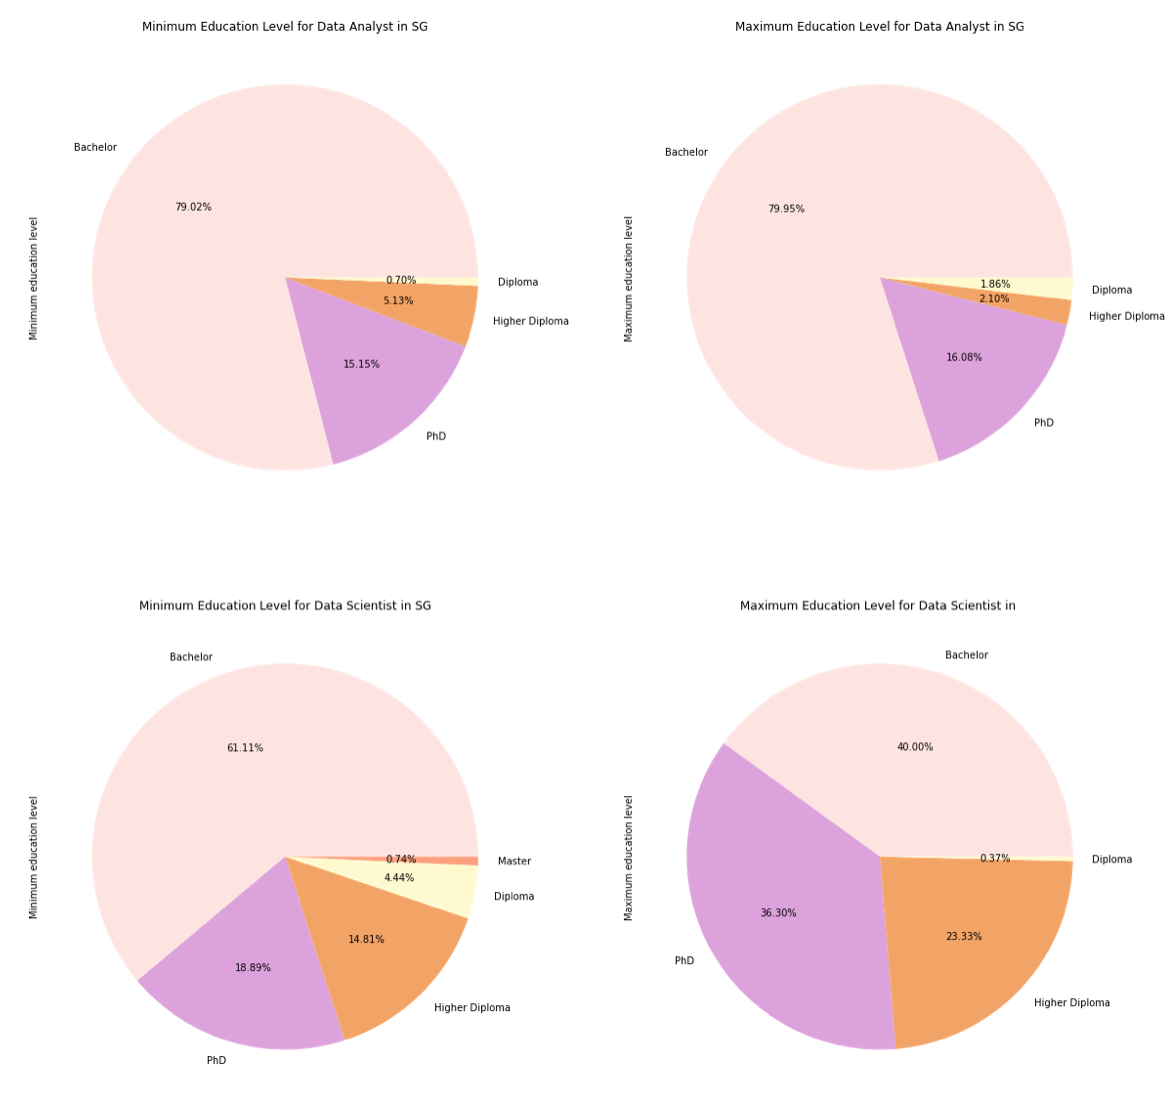 Minimum Education Level for Data Analyst in SG
Minimum education level
Bachelor
79.02%
0.70%
Diploma
5.13%
Higher Diploma
15.15%
PhD
Maximum Education Level for Data Analyst in SG
Maximum education level
Bachelor
79.95%
1.86%
Diploma
2.10%
Higher Diploma
16.08%
PhD
Minimum Education Level for Data Scientist in SG
Minimum education level
Bachelor
61.11%
0.74%
Master
4.44%
Diploma
14.81%
Higher Diploma
18.89%
PhD
Maximum Education Level for Data Scientist in
Maximum education level
Bachelor
40.00%
0.37%
Diploma
36.30%
PhD
23.33%
Higher Diploma